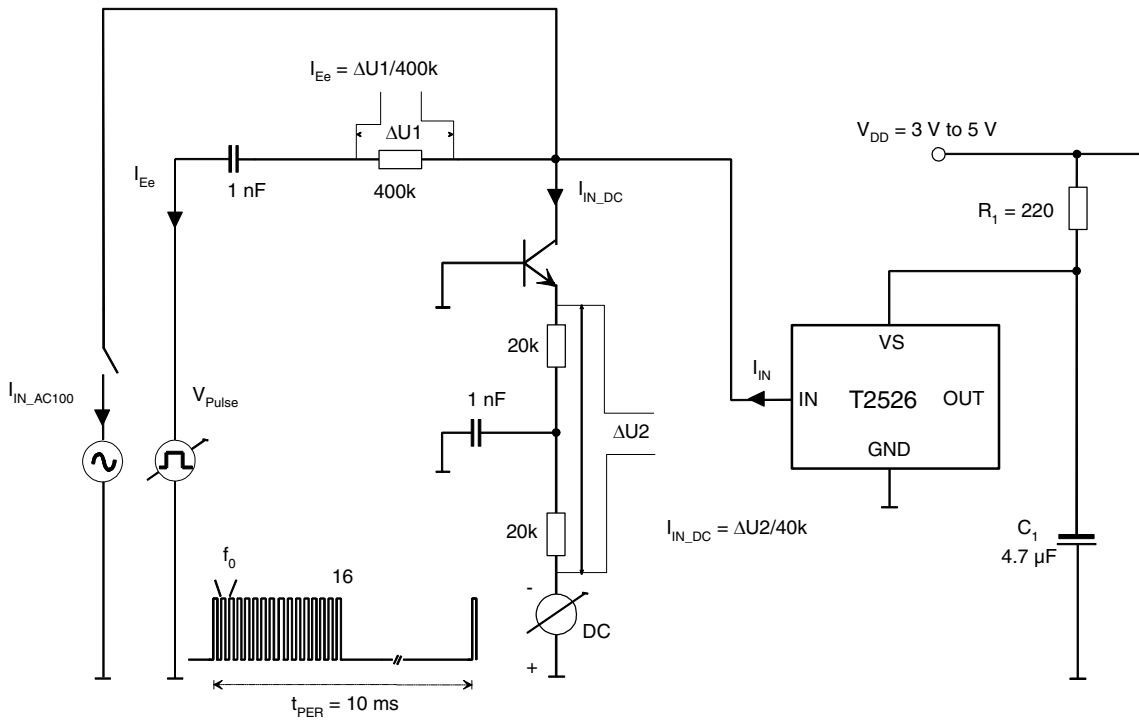 I_Ee = ΔU1/400k
ΔU1
V_DD = 3 V to 5 V
I_Ee
1 nF
400k
I_IN_DC
R_1 = 220
20k
VS
I_IN_AC100
V_Pulse
1 nF
ΔU2
I_IN
IN
T2526
OUT
GND
20k
I_IN_DC = ΔU2/40k
C_1
4.7 µF
f_0
16
-
DC
+
t_PER = 10 ms